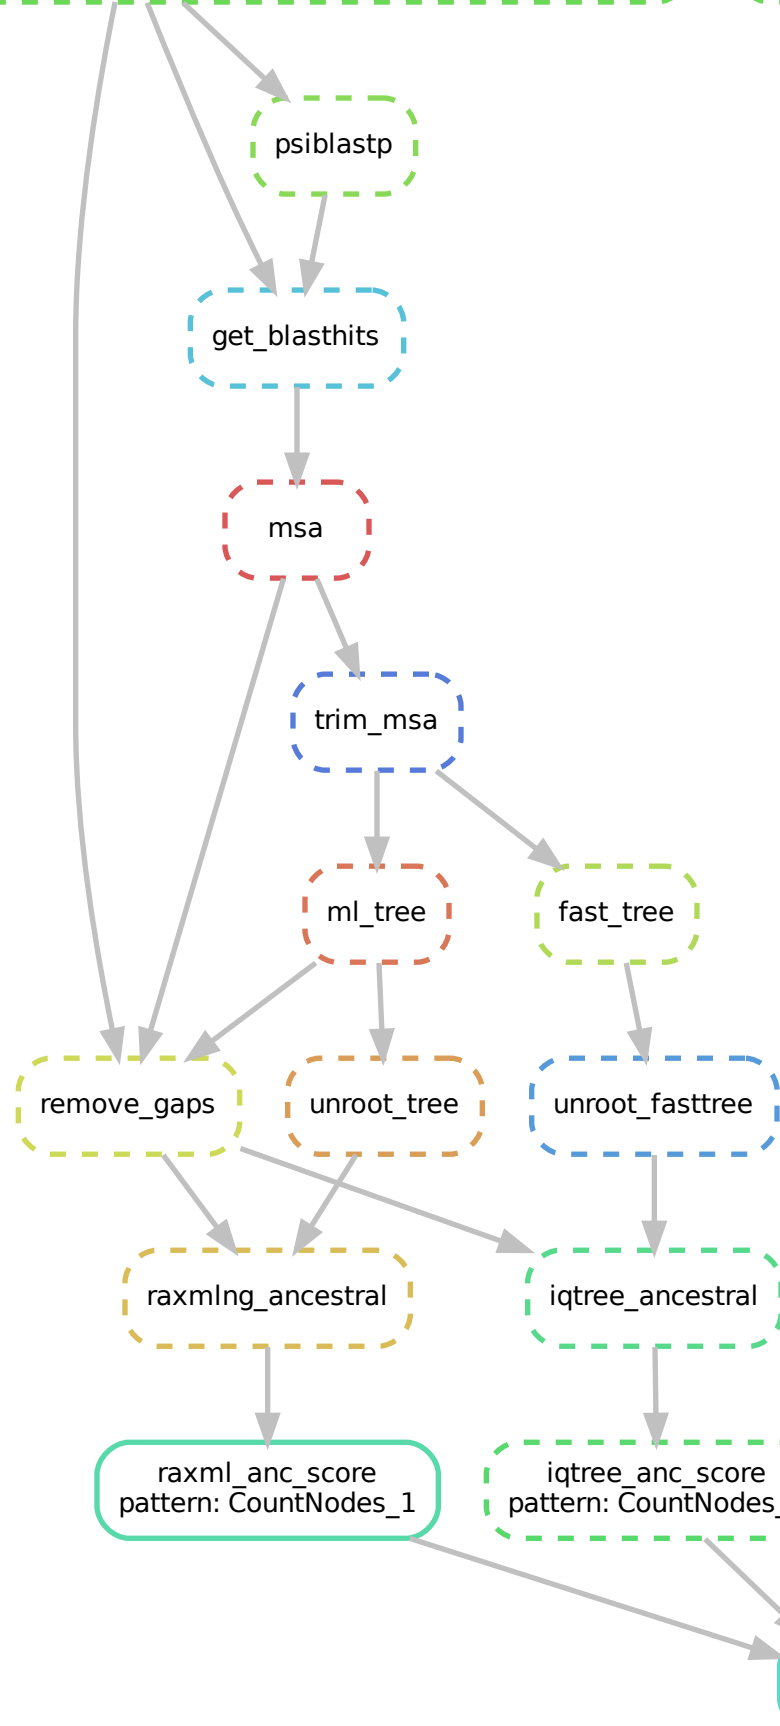 psiblastp
get_blasthits
msa
trim_msa
ml_tree
fast_tree
remove_gaps
unroot_tree
unroot_fasttree
raxmlng_ancestral
iqtree_ancestral
raxml_anc_score
pattern: CountNodes_1
iqtree_anc_score
pattern: CountNodes_